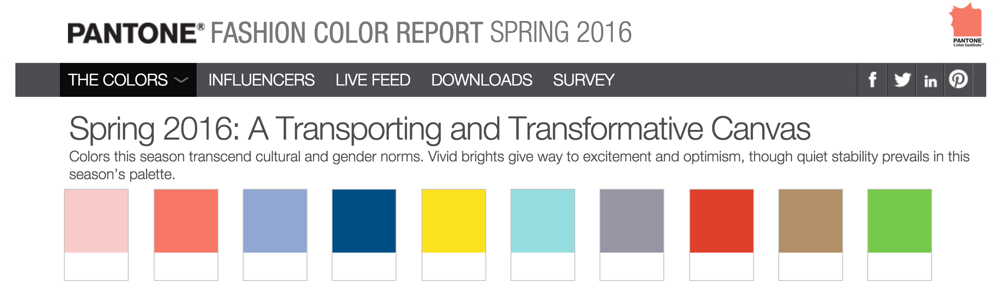 PANTONE® FASHION COLOR REPORT SPRING 2016
PANTONE
Color Institute™
THE COLORS INFLUENCERS LIVE FEED DOWNLOADS SURVEY
Spring 2016: A Transporting and Transformative Canvas
Colors this season transcend cultural and gender norms. Vivid brights give way to excitement and optimism, though quiet stability prevails in this
season’s palette.